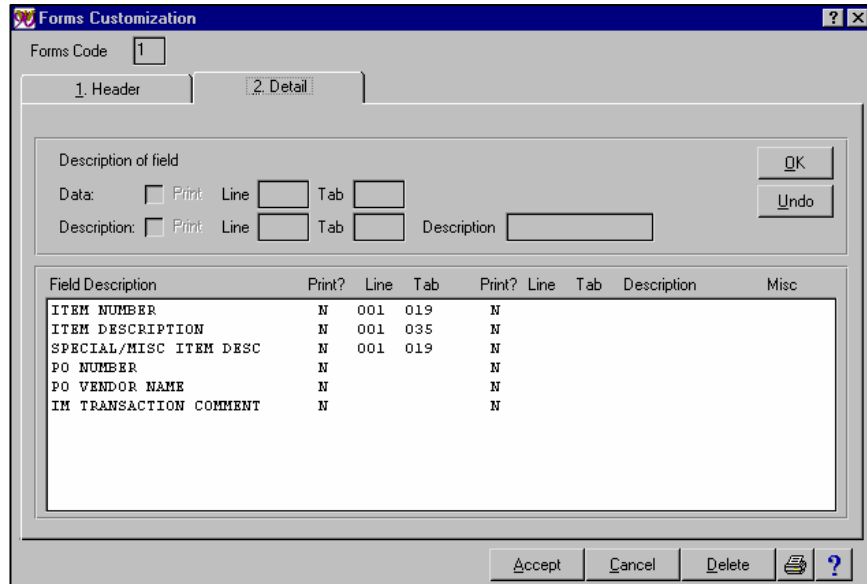 Forms Customization
Forms Code 1
1. Header 2. Detail
Description of field
OK
Data: Print Line Tab
Undo
Description: Print Line Tab Description
Field Description Print? Line Tab Print? Line Tab Description Misc
ITEM NUMBER N 001 019 N
ITEM DESCRIPTION N 001 035 N
SPECIAL/MISC ITEM DESC N 001 019 N
PO NUMBER N N
PO VENDOR NAME N N
IM TRANSACTION COMMENT N N
Accept Cancel Delete ?